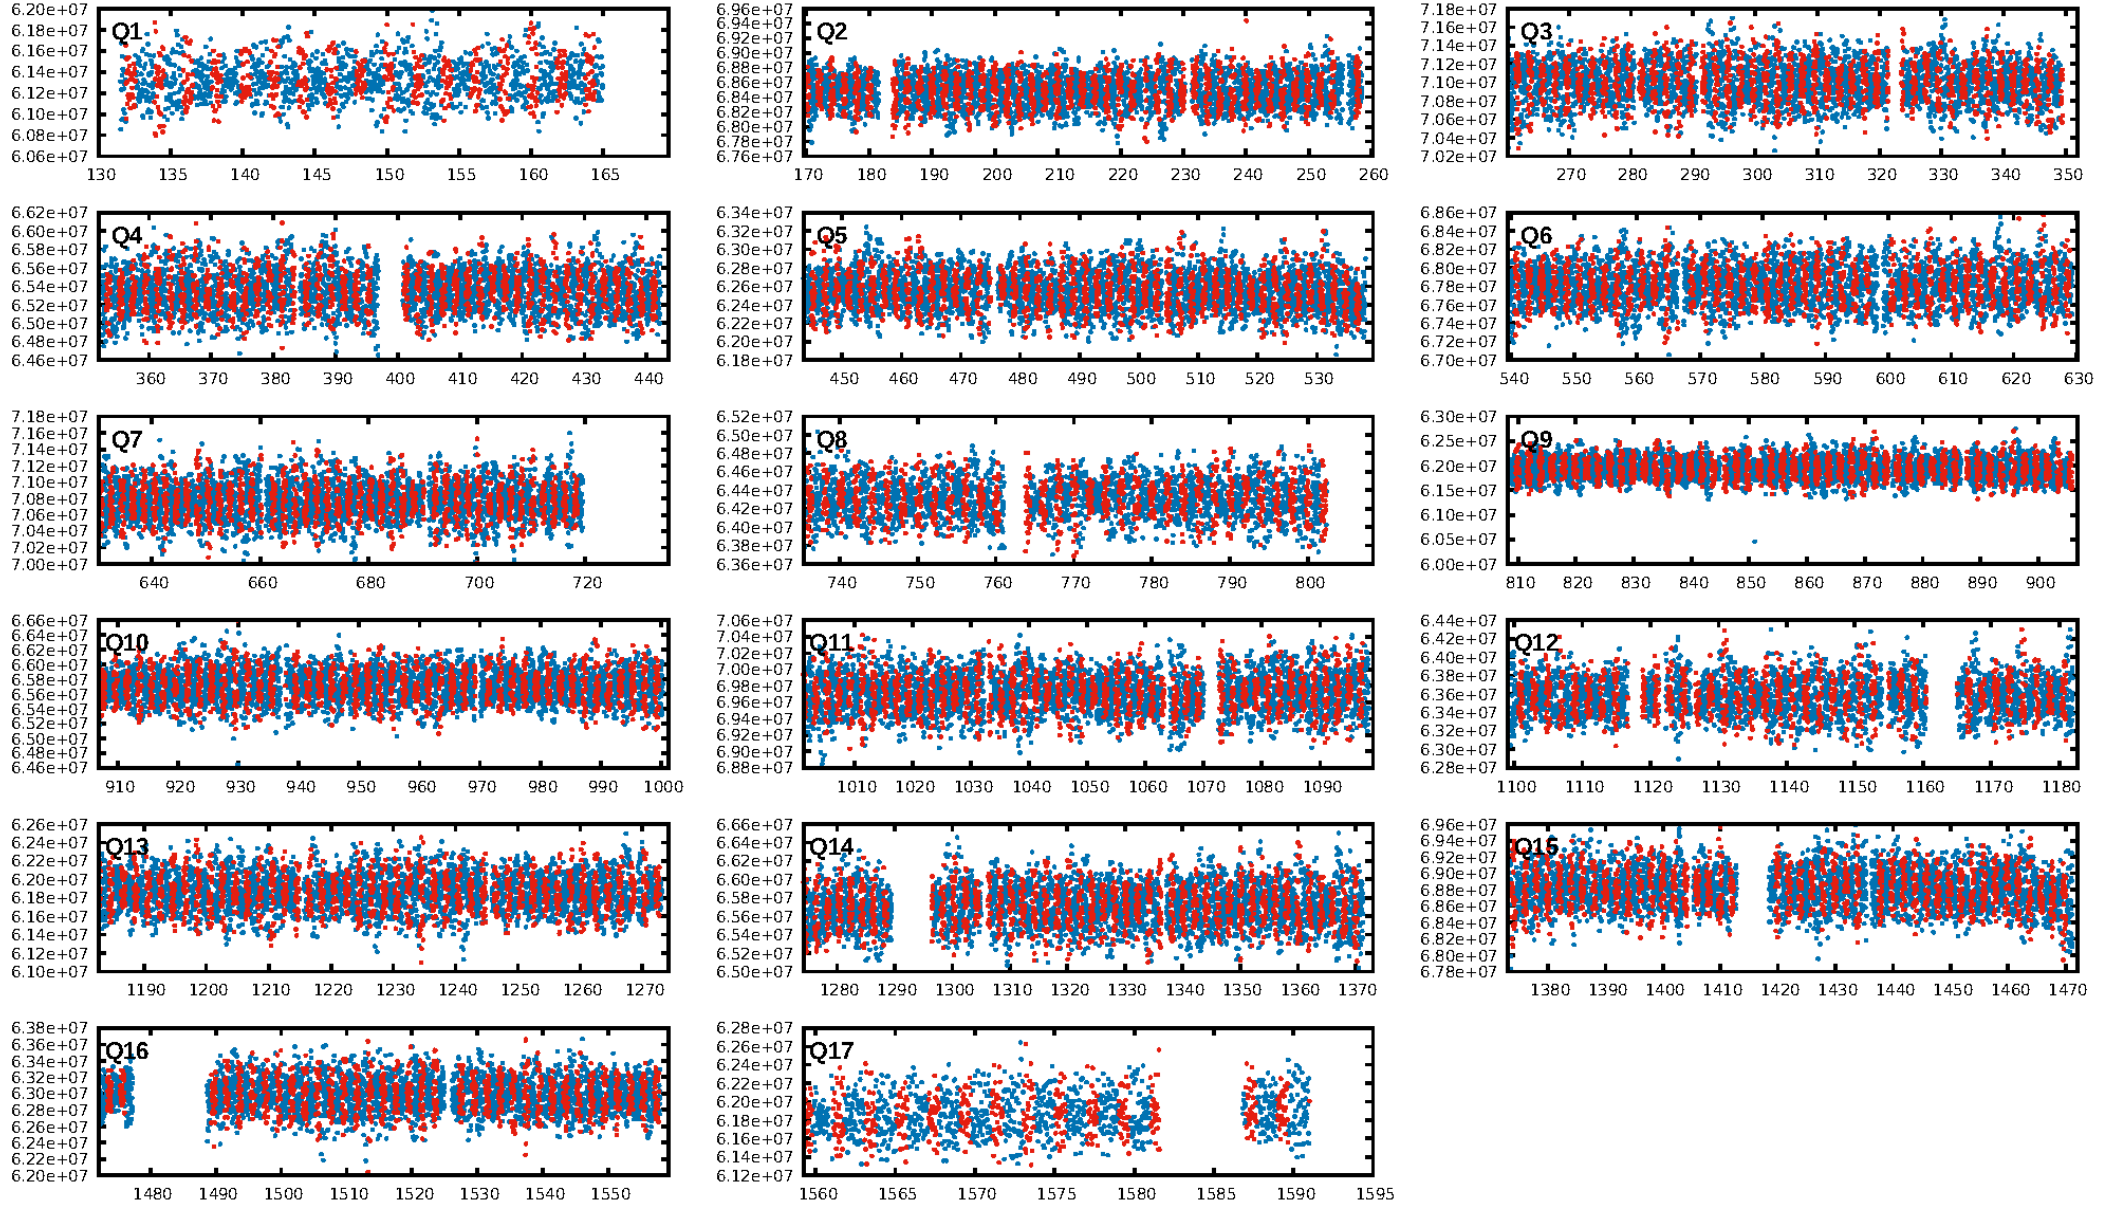 6.20e+07
6.18e+07
6.16e+07
6.14e+07
6.11e+07
6.10e+07
6.08e+07
6.06e+07
Q1
130 135 140 145 150 155 160 165
6.96e+07
6.94e+07
6.92e+07
6.90e+07
6.88e+07
6.86e+07
6.84e+07
6.82e+07
6.80e+07
6.78e+07
6.76e+07
Q2
170 180 190 200 210 220 230 240 250 260
7.18e+07
7.14e+07
7.13e+07
7.11e+07
7.10e+07
7.08e+07
7.06e+07
7.04e+07
7.02e+07
Q3
270 280 290 300 310 320 330 340 350
6.62e+07
6.60e+07
6.58e+07
6.56e+07
6.54e+07
6.52e+07
6.50e+07
6.48e+07
6.46e+07
Q4
360 370 380 390 400 410 420 430 440
6.34e+07
6.32e+07
6.30e+07
6.28e+07
6.26e+07
6.24e+07
6.22e+07
6.20e+07
6.18e+07
Q5
450 460 470 480 490 500 510 520 530
6.86e+07
6.84e+07
6.82e+07
6.80e+07
6.78e+07
6.76e+07
6.74e+07
6.72e+07
6.70e+07
Q6
540 550 560 570 580 590 600 610 620 630
7.18e+07
7.16e+07
7.14e+07
7.12e+07
7.10e+07
7.08e+07
7.06e+07
7.04e+07
7.02e+07
7.00e+07
Q7
640 660 680 700 720
6.52e+07
6.50e+07
6.48e+07
6.46e+07
6.44e+07
6.42e+07
6.40e+07
6.38e+07
6.36e+07
Q8
740 750 760 770 780 790 800
6.30e+07
6.25e+07
6.20e+07
6.15e+07
6.10e+07
6.05e+07
6.00e+07
Q9
810 820 830 840 850 860 870 880 890 900
6.66e+07
6.64e+07
6.62e+07
6.60e+07
6.58e+07
6.56e+07
6.54e+07
6.52e+07
6.50e+07
6.48e+07
6.46e+07
Q10
910 920 930 940 950 960 970 980 990 1000
7.06e+07
7.04e+07
7.02e+07
7.00e+07
6.98e+07
6.96e+07
6.94e+07
6.92e+07
6.90e+07
6.88e+07
Q11
1010 1020 1030 1040 1050 1060 1070 1080 1090
6.44e+07
6.42e+07
6.40e+07
6.38e+07
6.36e+07
6.34e+07
6.32e+07
6.30e+07
6.28e+07
Q12
1100 1110 1120 1130 1140 1150 1160 1170 1180
6.26e+07
6.24e+07
6.22e+07
6.20e+07
6.18e+07
6.16e+07
6.14e+07
6.11e+07
6.10e+07
Q13
1190 1200 1210 1220 1230 1240 1250 1260 1270
6.66e+07
6.64e+07
6.62e+07
6.60e+07
6.58e+07
6.56e+07
6.54e+07
6.52e+07
6.50e+07
Q14
1280 1290 1300 1310 1320 1330 1340 1350 1360 1370
6.96e+07
6.94e+07
6.92e+07
6.90e+07
6.88e+07
6.86e+07
6.84e+07
6.82e+07
6.80e+07
6.78e+07
Q15
1380 1390 1400 1410 1420 1430 1440 1450 1460 1470
6.38e+07
6.36e+07
6.34e+07
6.32e+07
6.30e+07
6.28e+07
6.26e+07
6.24e+07
6.22e+07
6.20e+07
Q16
1480 1490 1500 1510 1520 1530 1540 1550
6.28e+07
6.26e+07
6.24e+07
6.22e+07
6.20e+07
6.18e+07
6.16e+07
6.14e+07
6.12e+07
Q17
1560 1565 1570 1575 1580 1585 1590 1595